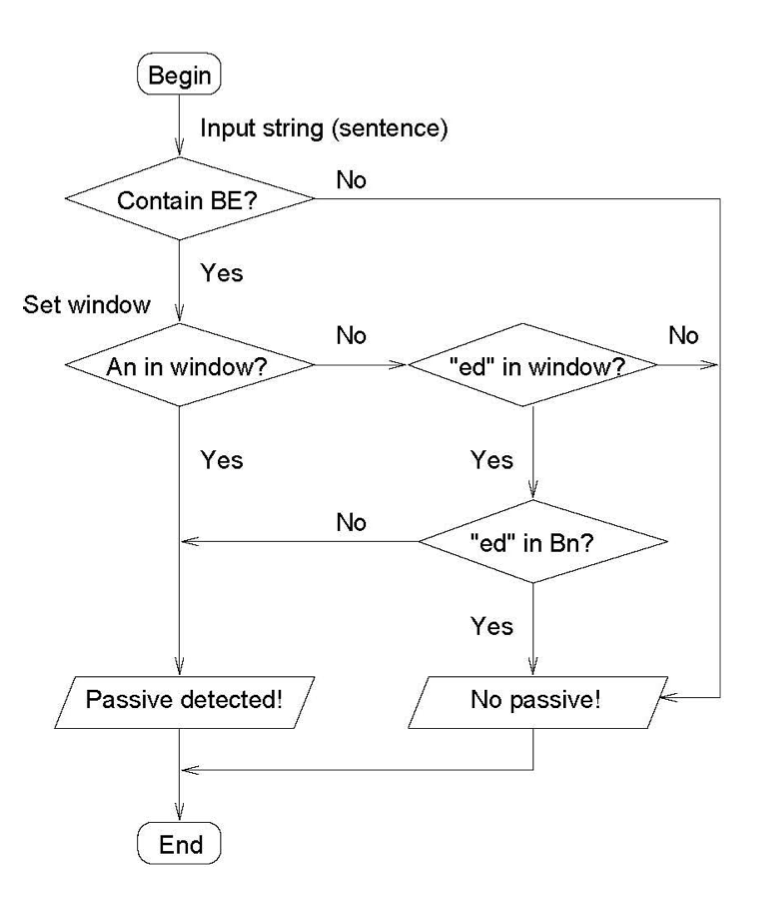 Begin
Input string (sentence)
No
Contain BE?
Yes
Set window
No
No
An in window?
"ed" in window?
Yes
Yes
No
"ed" in Bn?
Yes
Passive detected!
No passive!
End